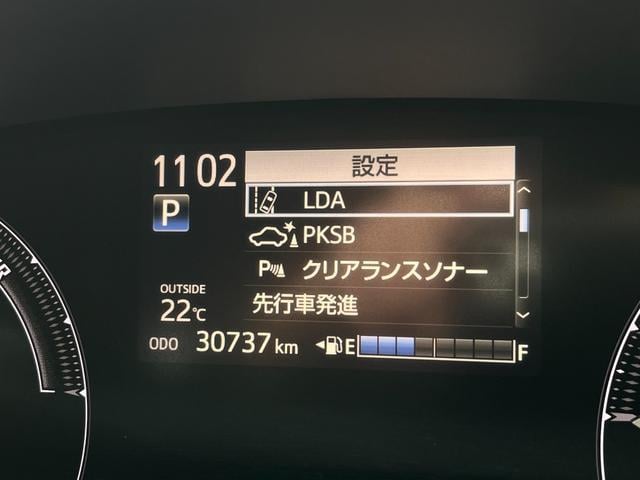 11 02
設定
P
LDA
PKSB
P クリアランスソナー
先行車発進
OUTSIDE
22℃
ODO 30737 km
E F